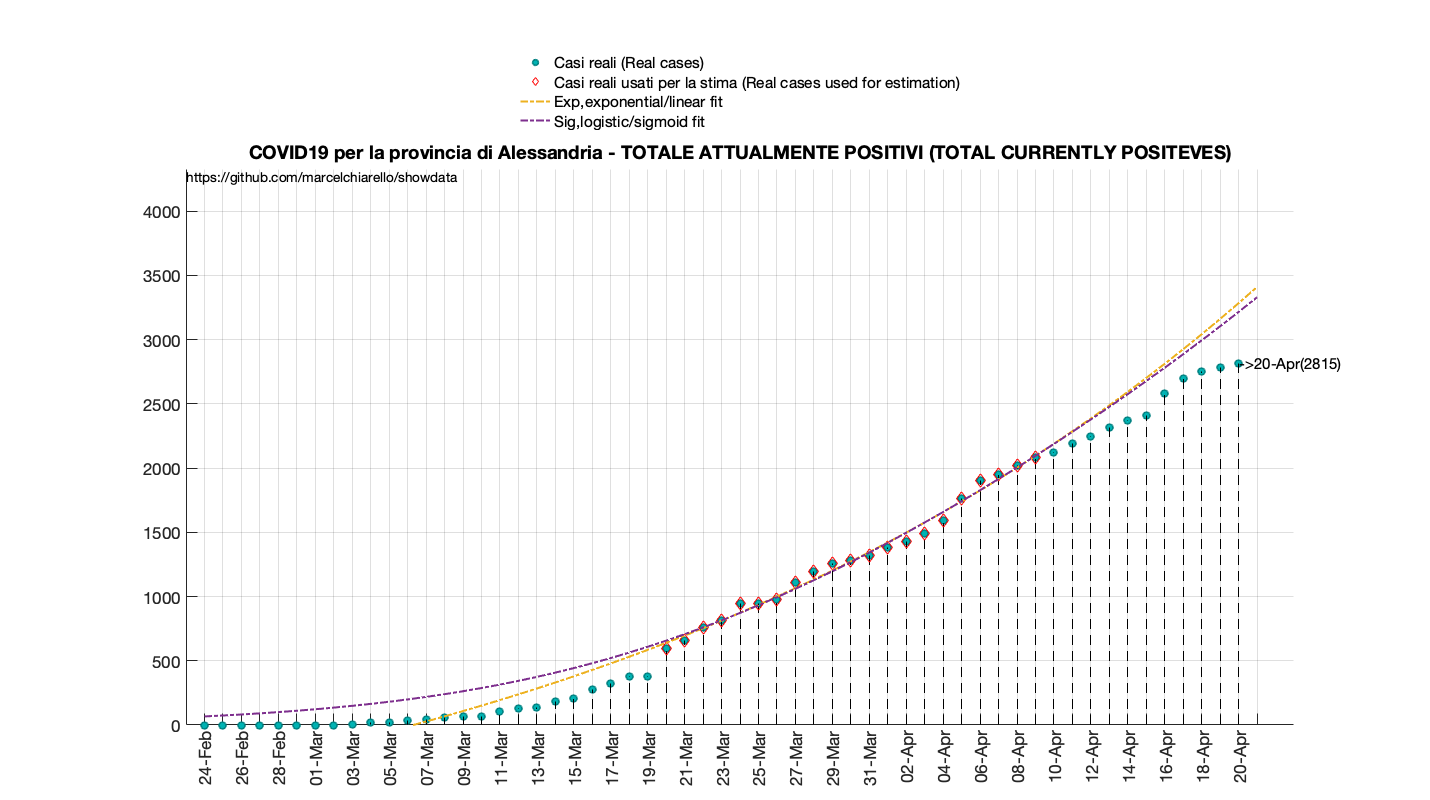 Casi reali (Real cases)
Casi reali usati per la stima (Real cases used for estimation)
Exp,exponential/linear fit
Sig,logistic/sigmoid fit
COVID19 per la provincia di Alessandria - TOTALE ATTUALMENTE POSITIVI (TOTAL CURRENTLY POSITEVES)
https://github.com/marcelchiarello/showdata
4000
3500
3000
2500
2000
1500
1000
500
0
>20-Apr(2815)
24-Feb
26-Feb
28-Feb
01-Mar
03-Mar
05-Mar
07-Mar
09-Mar
11-Mar
13-Mar
15-Mar
17-Mar
19-Mar
21-Mar
23-Mar
25-Mar
27-Mar
29-Mar
31-Mar
02-Apr
04-Apr
06-Apr
08-Apr
10-Apr
12-Apr
14-Apr
16-Apr
18-Apr
20-Apr